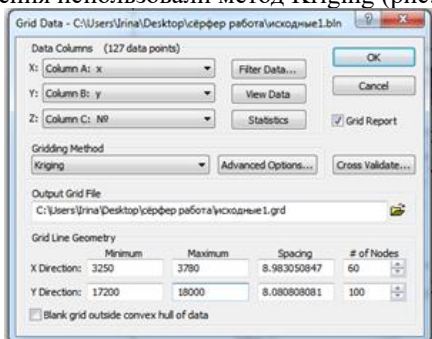 использовали метод Kriging
Grid Data - C:\Users\Irina\Desktop\сёрфер работа\исходные1.bln
Data Columns (127 data points)
X: Column A: x
Filter Data...
OK
Y: Column B: y
View Data
Cancel
Z: Column C: №
Statistics
Grid Report
Gridding Method
Kriging
Advanced Options...
Cross Validate...
Output Grid File
C:\Users\Irina\Desktop\сёрфер работа\исходные1.grd
Grid Line Geometry
Minimum Maximum Spacing # of Nodes
X Direction: 3250 3780 8.983050847 60
Y Direction: 17200 18000 8.080808081 100
Blank grid outside convex hull of data